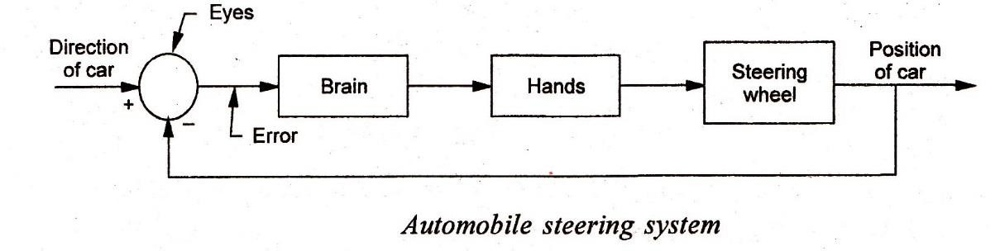 Eyes
Direction
of car
+
−
Error
Brain
Hands
Steering
wheel
Position
of car
Automobile steering system